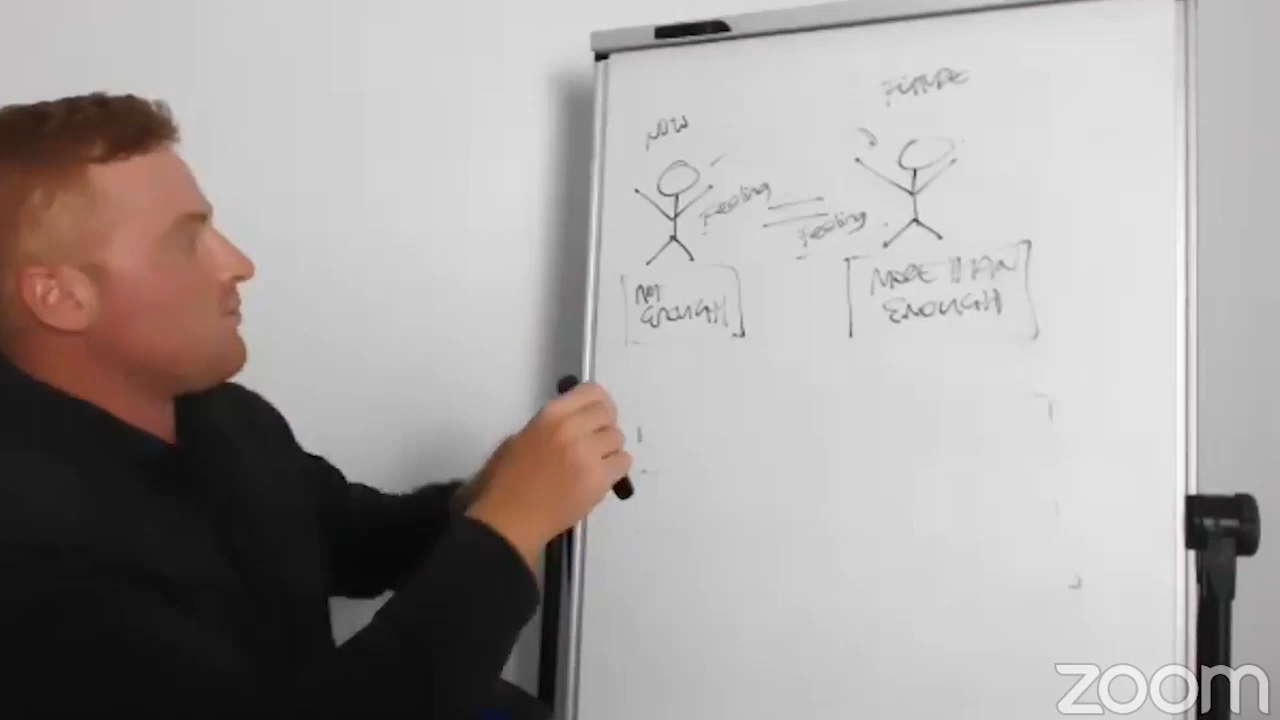 NOW
FUTURE
Feeling
Feeling
NOT
ENOUGH
MORE THAN
ENOUGH
zoom